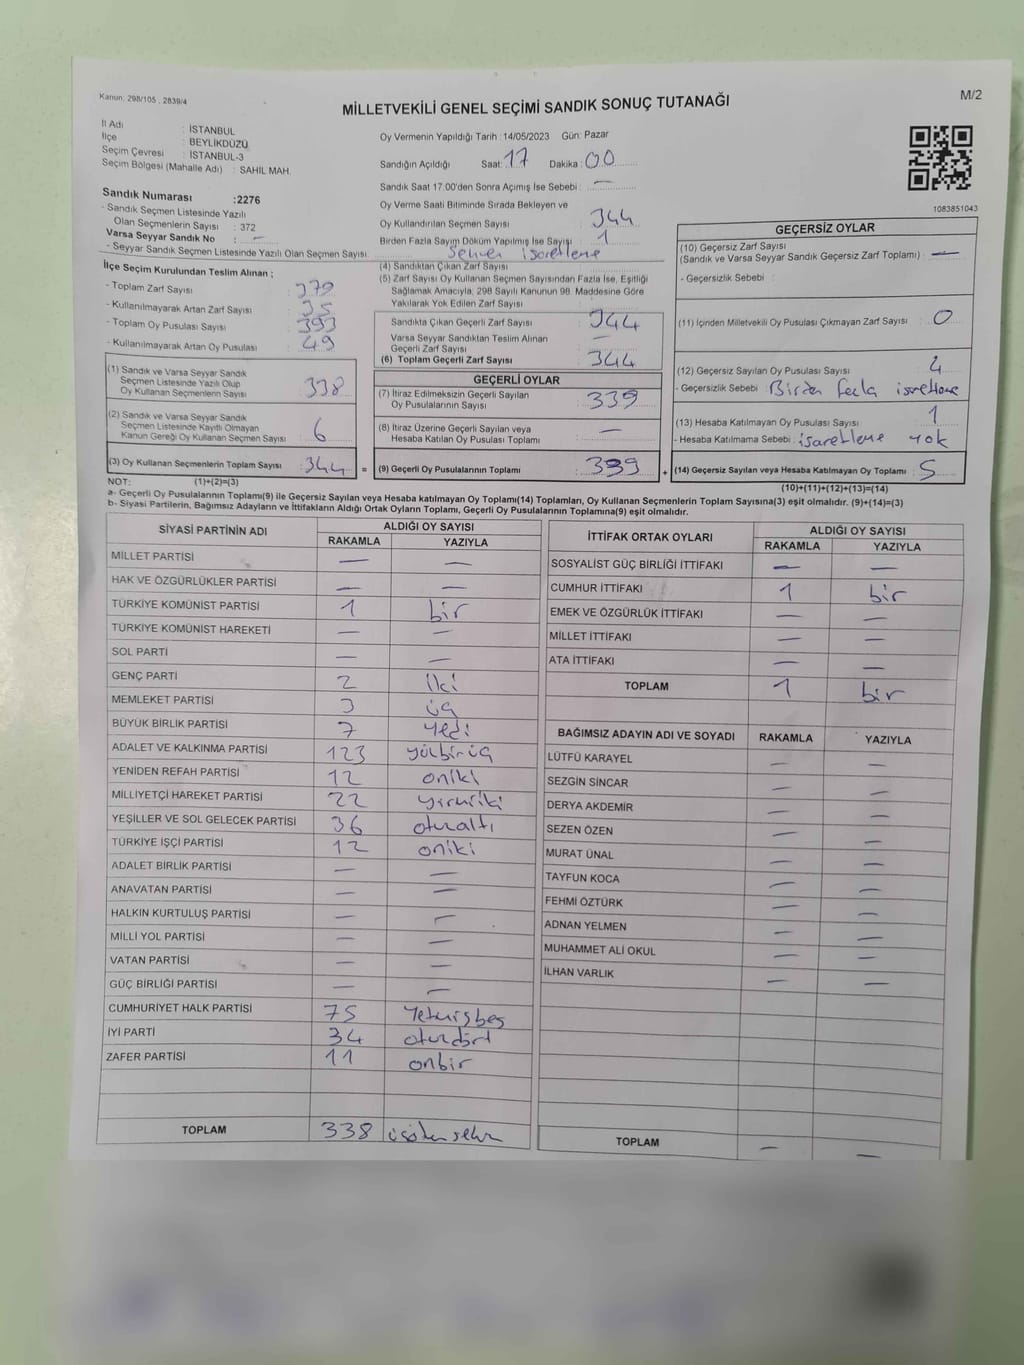 Kanun: 298/105 , 2839/4
M/2
MİLLETVEKİLİ GENEL SEÇİMİ SANDIK SONUÇ TUTANAĞI
İl Adı : İSTANBUL
İlçe : BEYLİKDÜZÜ
Seçim Çevresi : İSTANBUL-3
Seçim Bölgesi (Mahalle Adı) : SAHİL MAH.
Sandık Numarası :2276
- Sandık Seçmen Listesinde Yazılı
Olan Seçmenlerin Sayısı : 372
Varsa Seyyar Sandık No : —
- Seyyar Sandık Seçmen Listesinde Yazılı Olan Seçmen Sayısı
Oy Vermenin Yapıldığı Tarih : 14/05/2023 Gün: Pazar
Sandığın Açıldığı Saat: 17 Dakika: 00
Sandık Saat 17:00'den Sonra Açımış İse Sebebi : —
Oy Verme Saati Bitiminde Sırada Bekleyen ve
Oy Kullandırılan Seçmen Sayısı 344
Birden Fazla Sayım Döküm Yapılmış İse Sayısı 1
işaretleme
1083851043
İlçe Seçim Kurulundan Teslim Alınan ;
- Toplam Zarf Sayısı : 379
- Kullanılmayarak Artan Zarf Sayısı : 35
- Toplam Oy Pusulası Sayısı : 393
- Kullanılmayarak Artan Oy Pusulası : 49
(4) Sandıktan Çıkan Zarf Sayısı
(5) Zarf Sayısı Oy Kullanan Seçmen Sayısından Fazla İse, Eşitliği
Sağlamak Amacıyla, 298 Sayılı Kanunun 98. Maddesine Göre
Yakılarak Yok Edilen Zarf Sayısı
Sandıkta Çıkan Geçerli Zarf Sayısı : 344
Varsa Seyyar Sandıktan Teslim Alınan
Geçerli Zarf Sayısı : —
(6) Toplam Geçerli Zarf Sayısı : 344
GEÇERSİZ OYLAR
(10) Geçersiz Zarf Sayısı
(Sandık ve Varsa Seyyar Sandık Geçersiz Zarf Toplamı) : —
- Geçersizlik Sebebi :
(11) İçinden Milletvekili Oy Pusulası Çıkmayan Zarf Sayısı : 0
(12) Geçersiz Sayılan Oy Pusulası Sayısı : 4
- Geçersizlik Sebebi : Birden fazla işaretleme
(13) Hesaba Katılmayan Oy Pusulası Sayısı : 1
- Hesaba Katılmama Sebebi : işaretleme yok
(1) Sandık ve Varsa Seyyar Sandık
Seçmen Listesinde Yazılı Olup
Oy Kullanan Seçmenlerin Sayısı : 338
(2) Sandık ve Varsa Seyyar Sandık
Seçmen Listesinde Kayıtlı Olmayan
Kanun Gereği Oy Kullanan Seçmen Sayısı : 6
(3) Oy Kullanan Seçmenlerin Toplam Sayısı : 344 =
GEÇERLİ OYLAR
(7) İtiraz Edilmeksizin Geçerli Sayılan
Oy Pusulalarının Sayısı : 339
(8) İtiraz Üzerine Geçerli Sayılan veya
Hesaba Katılan Oy Pusulası Toplamı : —
(9) Geçerli Oy Pusulalarının Toplamı : 339 +
(14) Geçersiz Sayılan veya Hesaba Katılmayan Oy Toplamı : 5
NOT: (1)+(2)=(3)
(10)+(11)+(12)+(13)=(14)
a- Geçerli Oy Pusulalarının Toplamı(9) ile Geçersiz Sayılan veya Hesaba katılmayan Oy Toplamı(14) Toplamları, Oy Kullanan Seçmenlerin Toplam Sayısına(3) eşit olmalıdır. (9)+(14)=(3)
b- Siyasi Partilerin, Bağımsız Adayların ve İttifakların Aldığı Ortak Oyların Toplamı, Geçerli Oy Pusulalarının Toplamına(9) eşit olmalıdır.
SİYASİ PARTİNİN ADI ALDIĞI OY SAYISI
RAKAMLA YAZIYLA
MİLLET PARTİSİ — —
HAK VE ÖZGÜRLÜKLER PARTİSİ — —
TÜRKİYE KOMÜNİST PARTİSİ 1 bir
TÜRKİYE KOMÜNİST HAREKETİ — —
SOL PARTİ — —
GENÇ PARTİ 2 iki
MEMLEKET PARTİSİ 3 üç
BÜYÜK BİRLİK PARTİSİ 7 yedi
ADALET VE KALKINMA PARTİSİ 123 yüzbirüç
YENİDEN REFAH PARTİSİ 12 oniki
MİLLİYETÇİ HAREKET PARTİSİ 22 yirmiiki
YEŞİLLER VE SOL GELECEK PARTİSİ 36 otuzaltı
TÜRKİYE İŞÇİ PARTİSİ 12 oniki
ADALET BİRLİK PARTİSİ — —
ANAVATAN PARTİSİ — —
HALKIN KURTULUŞ PARTİSİ — —
MİLLİ YOL PARTİSİ — —
VATAN PARTİSİ — —
GÜÇ BİRLİĞİ PARTİSİ — —
CUMHURİYET HALK PARTİSİ 75 Yetmişbeş
İYİ PARTİ 34 otuzdört
ZAFER PARTİSİ 11 onbir
TOPLAM 338
İTTİFAK ORTAK OYLARI ALDIĞI OY SAYISI
RAKAMLA YAZIYLA
SOSYALİST GÜÇ BİRLİĞİ İTTİFAKI — —
CUMHUR İTTİFAKI 1 bir
EMEK VE ÖZGÜRLÜK İTTİFAKI — —
MİLLET İTTİFAKI — —
ATA İTTİFAKI — —
TOPLAM 1 bir
BAĞIMSIZ ADAYIN ADI VE SOYADI RAKAMLA YAZIYLA
LÜTFÜ KARAYEL — —
SEZGİN SİNCAR — —
DERYA AKDEMİR — —
SEZEN ÖZEN — —
MURAT ÜNAL — —
TAYFUN KOCA — —
FEHMİ ÖZTÜRK — —
ADNAN YELMEN — —
MUHAMMET ALİ OKUL — —
İLHAN VARLIK — —
TOPLAM — —